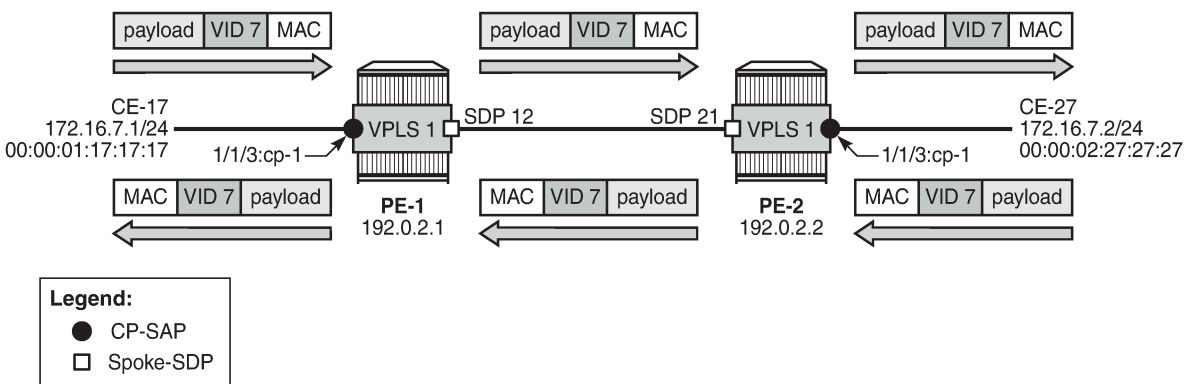 payload VID 7 MAC
payload VID 7 MAC
payload VID 7 MAC
CE-17
172.16.7.1/24
00:00:01:17:17:17
1/1/3:cp-1
VPLS 1
SDP 12
SDP 21
VPLS 1
CE-27
172.16.7.2/24
00:00:02:27:27:27
1/1/3:cp-1
MAC VID 7 payload
PE-1
192.0.2.1
MAC VID 7 payload
PE-2
192.0.2.2
MAC VID 7 payload
Legend:
CP-SAP
Spoke-SDP